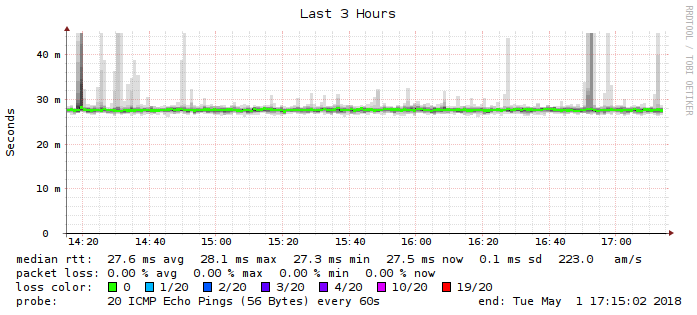 Last 3 Hours
RRDTOOL / TOBI OETIKER
Seconds
40 m
30 m
20 m
10 m
0
14:20 14:40 15:00 15:20 15:40 16:00 16:20 16:40 17:00
median rtt: 27.6 ms avg 28.1 ms max 27.3 ms min 27.5 ms now 0.1 ms sd 223.0 am/s
packet loss: 0.00 % avg 0.00 % max 0.00 % min 0.00 % now
loss color: 0 1/20 2/20 3/20 4/20 10/20 19/20
probe: 20 ICMP Echo Pings (56 Bytes) every 60s end: Tue May 1 17:15:02 2018